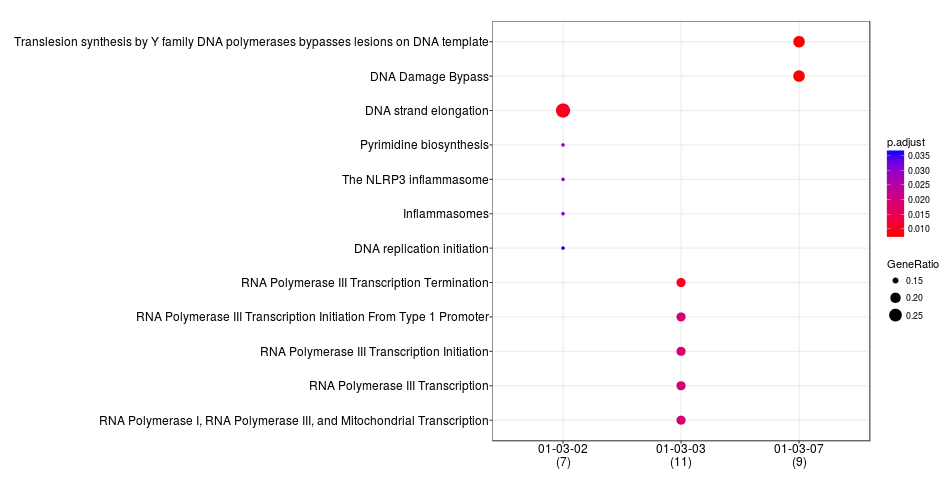 Translesion synthesis by Y family DNA polymerases bypasses lesions on DNA template
DNA Damage Bypass
DNA strand elongation
Pyrimidine biosynthesis
The NLRP3 inflammasome
Inflammasomes
DNA replication initiation
RNA Polymerase III Transcription Termination
RNA Polymerase III Transcription Initiation From Type 1 Promoter
RNA Polymerase III Transcription Initiation
RNA Polymerase III Transcription
RNA Polymerase I, RNA Polymerase III, and Mitochondrial Transcription
01-03-02
(7)
01-03-03
(11)
01-03-07
(9)
p.adjust
0.035
0.030
0.025
0.020
0.015
0.010
GeneRatio
0.15
0.20
0.25